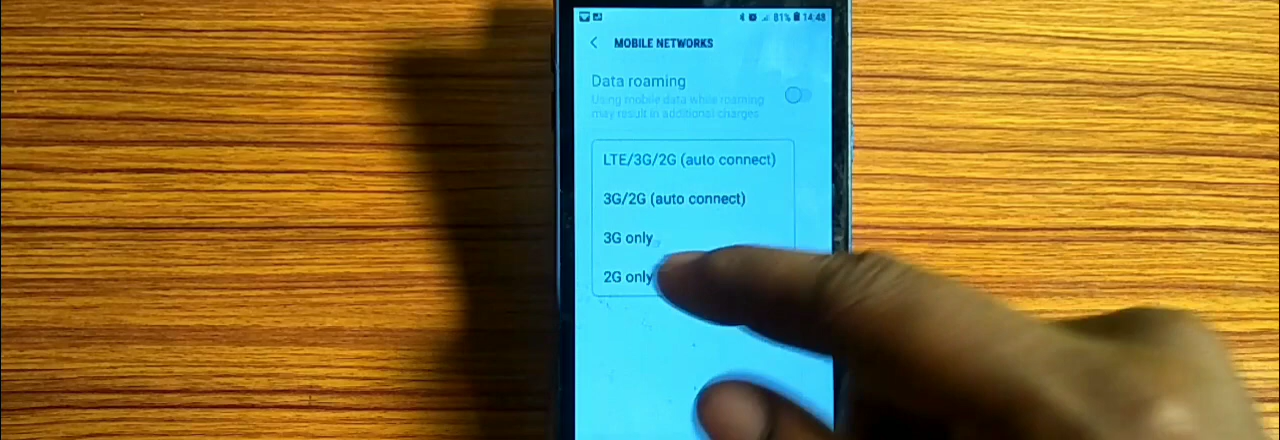 81% 14:48
MOBILE NETWORKS
Data roaming
Using mobile data while roaming
may result in additional charges.
LTE/3G/2G (auto connect)
3G/2G (auto connect)
3G only
2G only